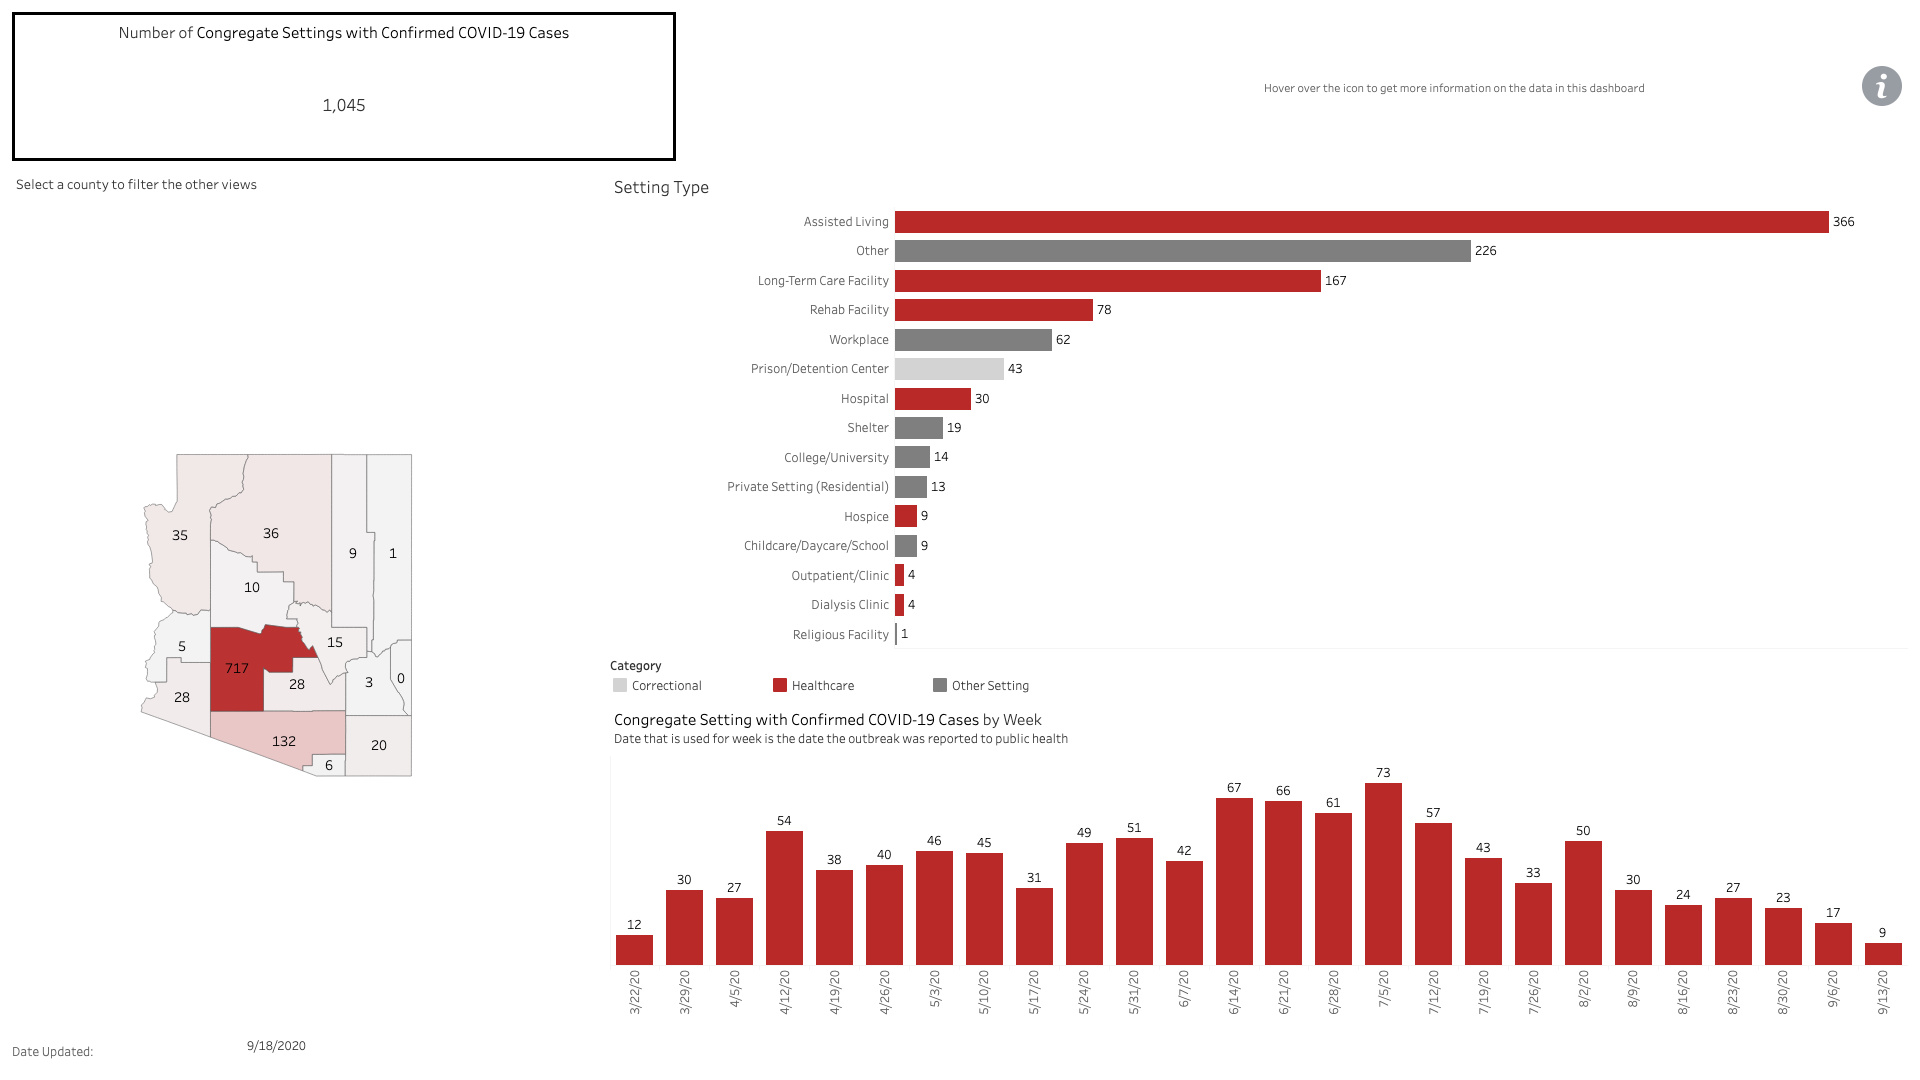 Number of Congregate Settings with Confirmed COVID-19 Cases
1,045
Hover over the icon to get more information on the data in this dashboard
i
Select a county to filter the other views
35
36
9
1
10
5
15
717
28
28
3
0
132
20
6
Setting Type
Assisted Living 366
Other 226
Long-Term Care Facility 167
Rehab Facility 78
Workplace 62
Prison/Detention Center 43
Hospital 30
Shelter 19
College/University 14
Private Setting (Residential) 13
Hospice 9
Childcare/Daycare/School 9
Outpatient/Clinic 4
Dialysis Clinic 4
Religious Facility 1
Category
Correctional Healthcare Other Setting
Congregate Setting with Confirmed COVID-19 Cases by Week
Date that is used for week is the date the outbreak was reported to public health
12 30 27 54 38 40 46 45 31 49 51 42 67 66 61 73 57 43 33 50 30 24 27 23 17 9
3/22/20 3/29/20 4/5/20 4/12/20 4/19/20 4/26/20 5/3/20 5/10/20 5/17/20 5/24/20 5/31/20 6/7/20 6/14/20 6/21/20 6/28/20 7/5/20 7/12/20 7/19/20 7/26/20 8/2/20 8/9/20 8/16/20 8/23/20 8/30/20 9/6/20 9/13/20
Date Updated: 9/18/2020